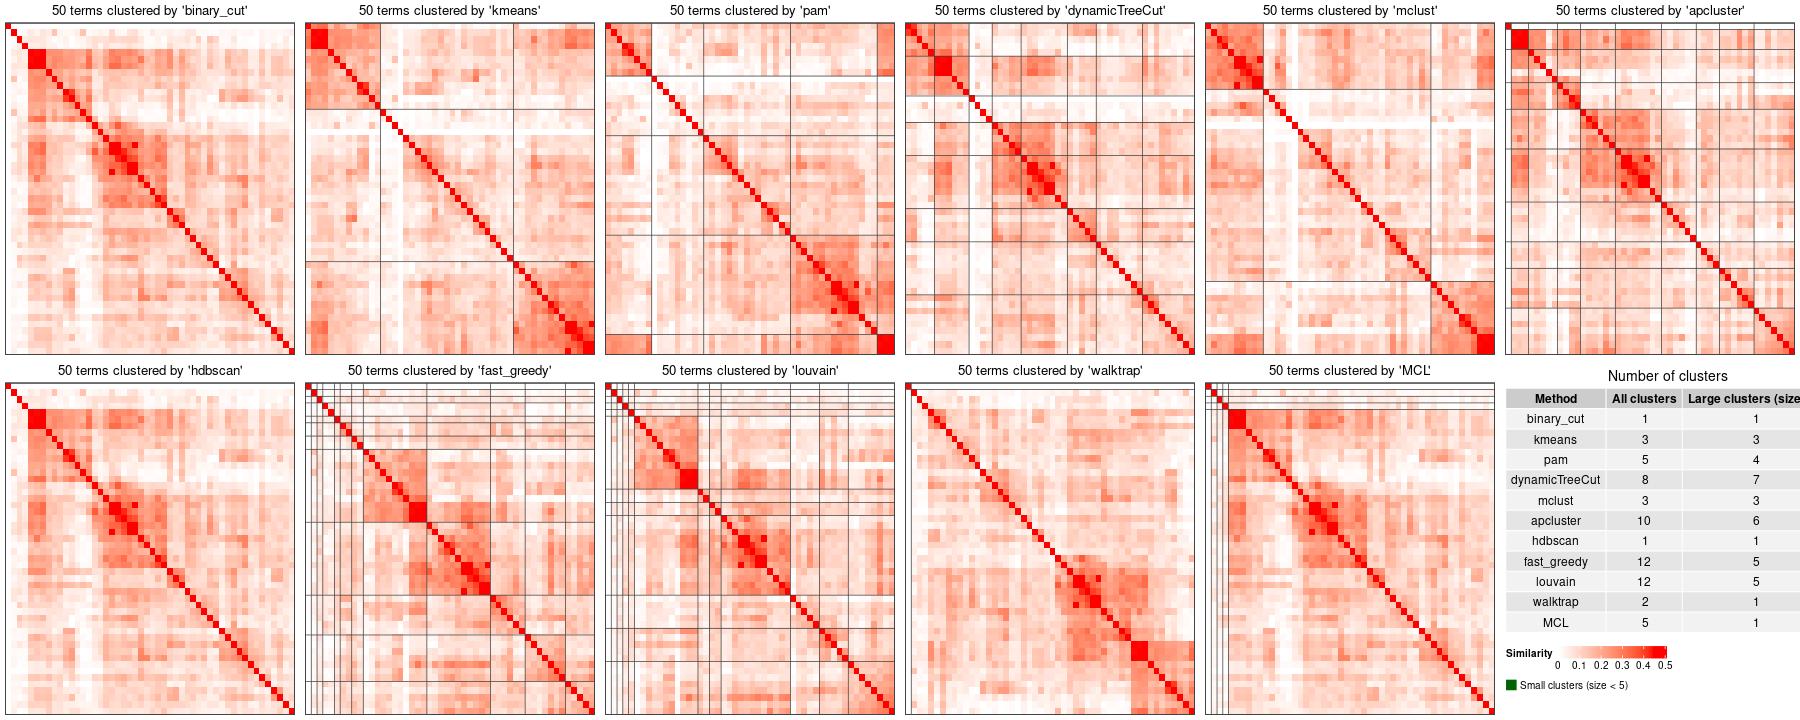 50 terms clustered by 'binary_cut'
50 terms clustered by 'kmeans'
50 terms clustered by 'pam'
50 terms clustered by 'dynamicTreeCut'
50 terms clustered by 'mclust'
50 terms clustered by 'apcluster'
50 terms clustered by 'hdbscan'
50 terms clustered by 'fast_greedy'
50 terms clustered by 'louvain'
50 terms clustered by 'walktrap'
50 terms clustered by 'MCL'
Number of clusters
Method All clusters Large clusters (size
binary_cut 1 1
kmeans 3 3
pam 5 4
dynamicTreeCut 8 7
mclust 3 3
apcluster 10 6
hdbscan 1 1
fast_greedy 12 5
louvain 12 5
walktrap 2 1
MCL 5 1
Similarity
0 0.1 0.2 0.3 0.4 0.5
Small clusters (size < 5)